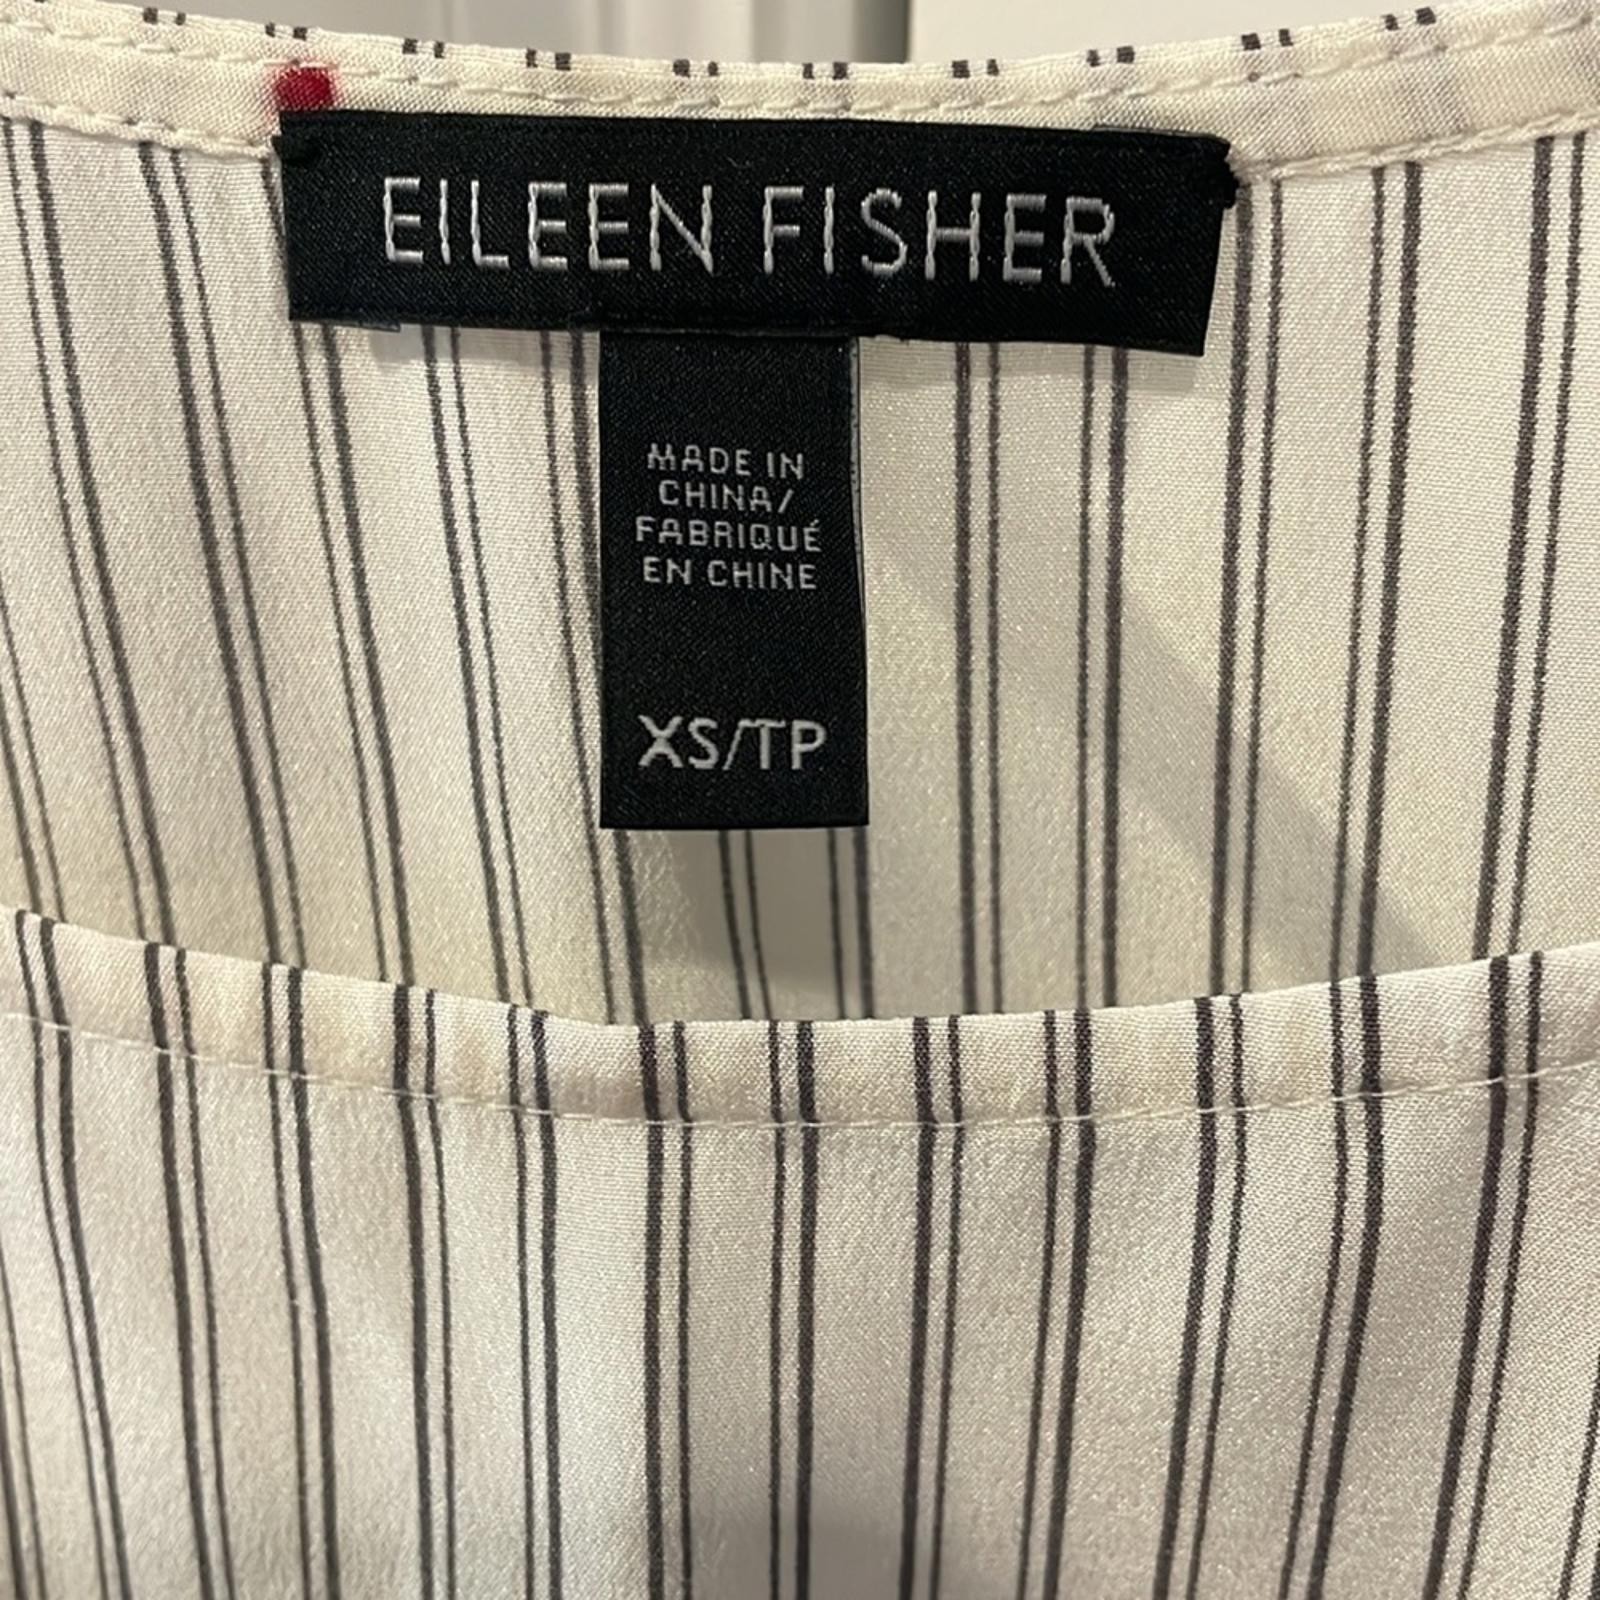 EILEEN FISHER
MADE IN
CHINA/
FABRIQUÉ
EN CHINE
XS/TP